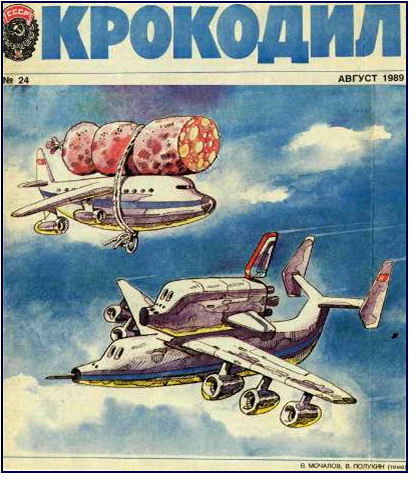 СССР
КРОКОДИЛ
№ 24
АВГУСТ 1989
В. МОЧАЛОВ, В. ПОЛУХИН (тема)